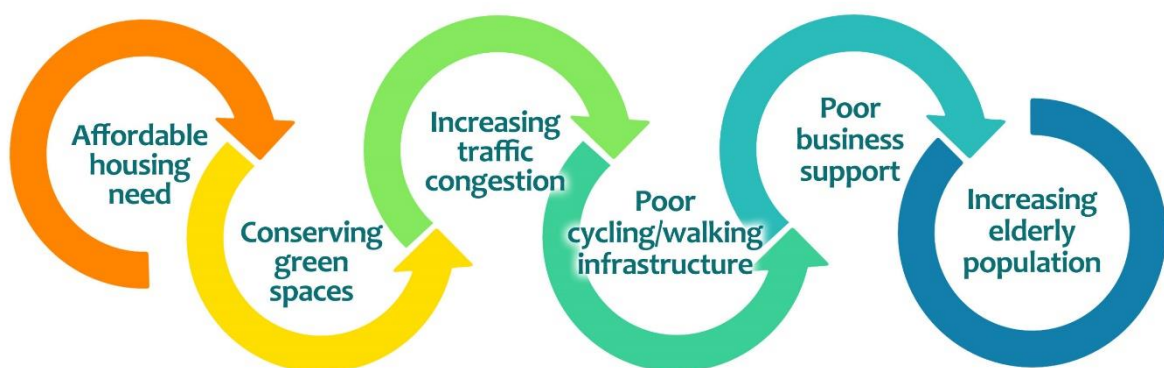 Affordable
housing
need
Conserving
green
spaces
Increasing
traffic
congestion
Poor
cycling/walking
infrastructure
Poor
business
support
Increasing
elderly
population